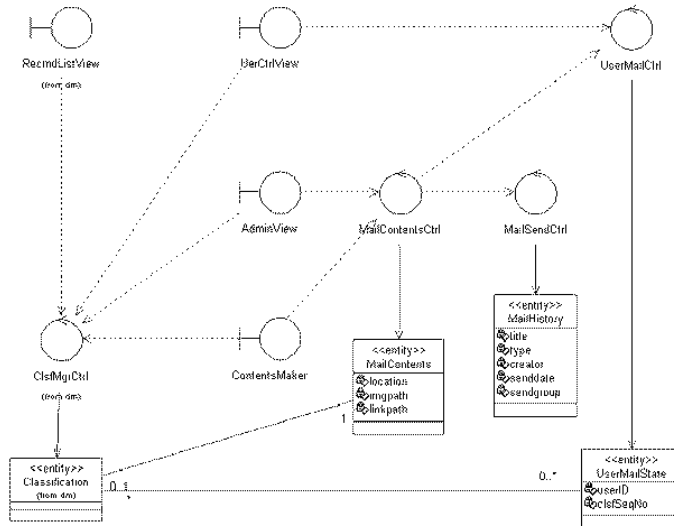 RecmdListView
(from dm)
UerCtrlView
UserMailCtrl
AdminView
MailContentsCtrl
MailSendCtrl
ClsfMgrCtrl
(from dm)
ContentsMaker
<<entity>>
MailContents
location
imgpath
linkpath
<<entity>>
MailHistory
title
type
creator
senddate
sendgroup
1
<<entity>>
Classification
(from dm)
0..1
0..*
<<entity>>
UserMailState
userID
clsfSeqNo